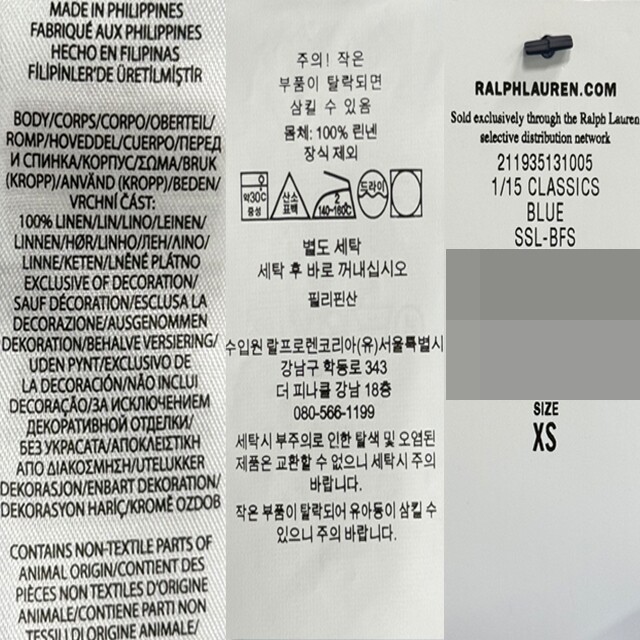 MADE IN PHILIPPINES
FABRIQUÉ AUX PHILIPPINES
HECHO EN FILIPINAS
FİLİPİNLER'DE ÜRETİLMİŞTİR
BODY/CORPS/CORPO/OBERTEIL/
ROMP/HOVEDDEL/CUERPO/ПЕРЕД
И СПИНКА/КОРПУС/ΣΩΜΑ/BRUK
(KROPP)/ANVÄND (KROPP)/BEDEN/
VRCHNÍ ČÁST:
100% LINEN/LIN/LINO/LEINEN/
LINNEN/HØR/LINHO/ЛЕН/ΛΙΝΟ/
LINNE/KETEN/LNĚNÉ PLÁTNO
EXCLUSIVE OF DECORATION/
SAUF DÉCORATION/ESCLUSA LA
DECORAZIONE/AUSGENOMMEN
DEKORATION/BEHALVE VERSIERING/
UDEN PYNT/EXCLUSIVO DE
LA DECORACIÓN/NÃO INCLUI
DECORAÇÃO/ЗА ИСКЛЮЧЕНИЕМ
ДЕКОРАТИВНОЙ ОТДЕЛКИ/
БЕЗ УКРАСАТА/ΑΠΟΚΛΕΙΣΤΙΚΗ
ΑΠΟ ΔΙΑΚΟΣΜΗΣΗ/UTELUKKER
DEKORASJON/ENBART DEKORATION/
DEKORASYON HARİÇ/KROMĚ OZDOB
CONTAINS NON-TEXTILE PARTS OF
ANIMAL ORIGIN/CONTIENT DES
PIÈCES NON TEXTILES D'ORIGINE
ANIMALE/CONTIENE PARTI NON
TESSILI DI ORIGINE ANIMALE/
주의! 작은
부품이 탈락되면
삼킬 수 있음
몸체: 100% 린넨
장식 제외
약30℃
중성
산소
표백
2
140~160℃
드라이
별도 세탁
세탁 후 바로 꺼내십시오
필리핀산
수입원 랄프로렌코리아(유)서울특별시
강남구 학동로 343
더 피나클 강남 18층
080-566-1199
세탁시 부주의로 인한 탈색 및 오염된
제품은 교환할 수 없으니 세탁시 주의
바랍니다.
작은 부품이 탈락되어 유아등이 삼킬 수
있으니 주의 바랍니다.
RALPHLAUREN.COM
Sold exclusively through the Ralph Lauren
selective distribution network
211935131005
1/15 CLASSICS
BLUE
SSL-BFS
SIZE
XS